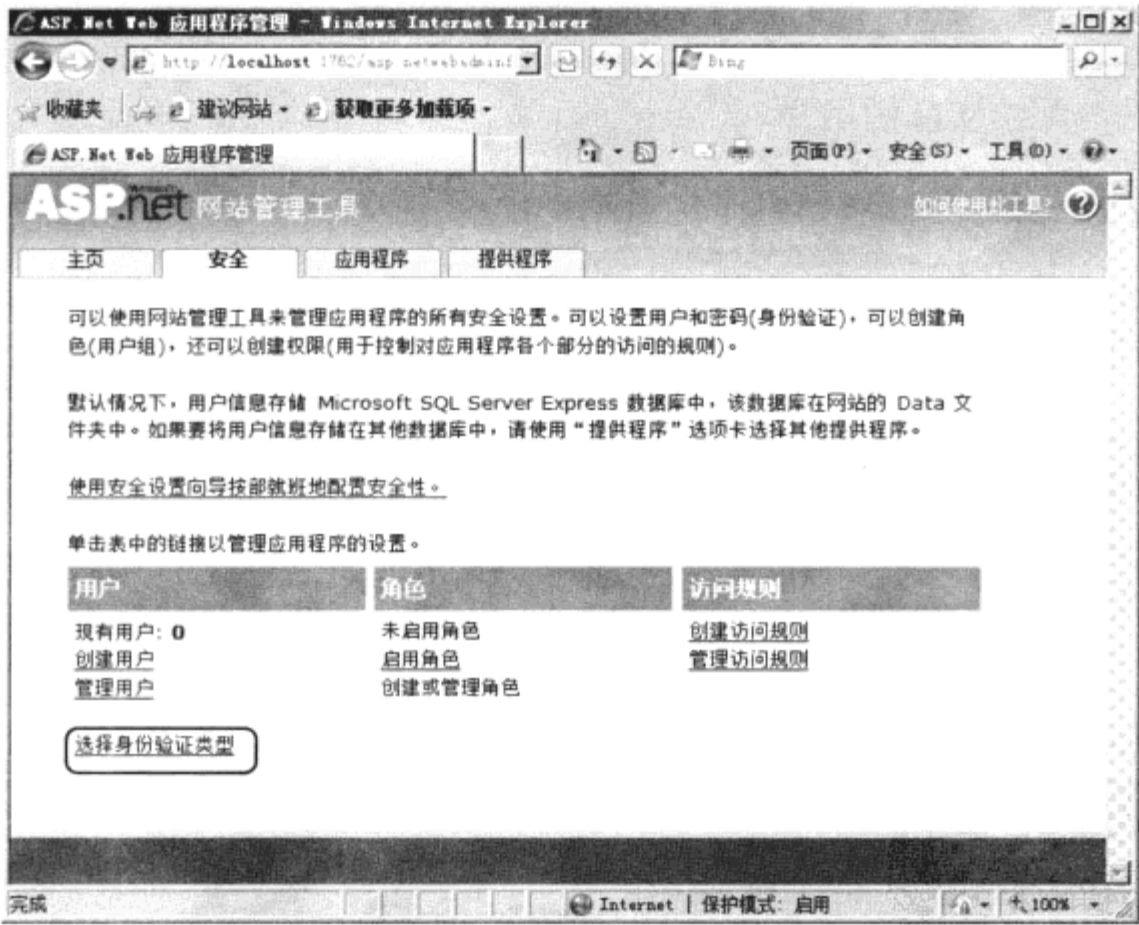 ASP.Net Web 应用程序管理 - Windows Internet Explorer
http //localhost 1762/asp netwebadminf Bing
收藏夹 建议网站 获取更多加载项
ASP.Net Web 应用程序管理 页面(P) 安全(S) 工具(O)
Microsoft
ASP.net 网站管理工具 如何使用此工具? ?
主页 安全 应用程序 提供程序
可以使用网站管理工具来管理应用程序的所有安全设置。可以设置用户和密码(身份验证)，可以创建角
色(用户组)，还可以创建权限(用于控制对应用程序各个部分的访问的规则)。
默认情况下，用户信息存储 Microsoft SQL Server Express 数据库中，该数据库在网站的 Data 文
件夹中。如果要将用户信息存储在其他数据库中，请使用“提供程序”选项卡选择其他提供程序。
使用安全设置向导按部就班地配置安全性。
单击表中的链接以管理应用程序的设置。
用户 角色 访问规则
现有用户: 0 未启用角色 创建访问规则
创建用户 启用角色 管理访问规则
管理用户 创建或管理角色
选择身份验证类型
完成 Internet | 保护模式: 启用 100%